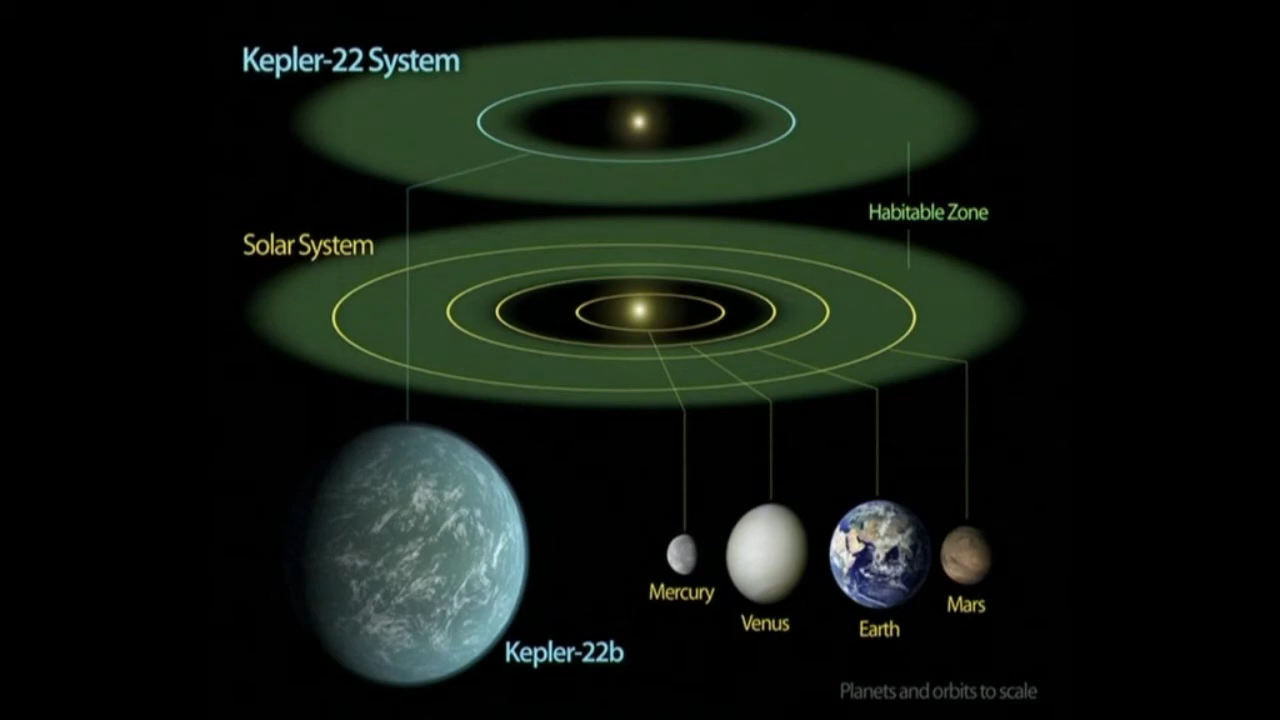 Kepler-22 System
Habitable Zone
Solar System
Mercury
Venus
Earth
Mars
Kepler-22b
Planets and orbits to scale